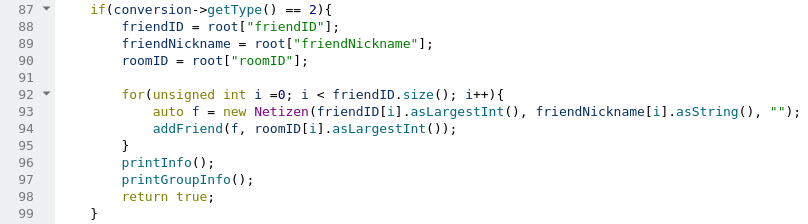 87 if(conversion->getType() == 2){
88 friendID = root["friendID"];
89 friendNickname = root["friendNickname"];
90 roomID = root["roomID"];
91
92 for(unsigned int i =0; i < friendID.size(); i++){
93 auto f = new Netizen(friendID[i].asLargestInt(), friendNickname[i].asString(), "");
94 addFriend(f, roomID[i].asLargestInt());
95 }
96 printInfo();
97 printGroupInfo();
98 return true;
99 }